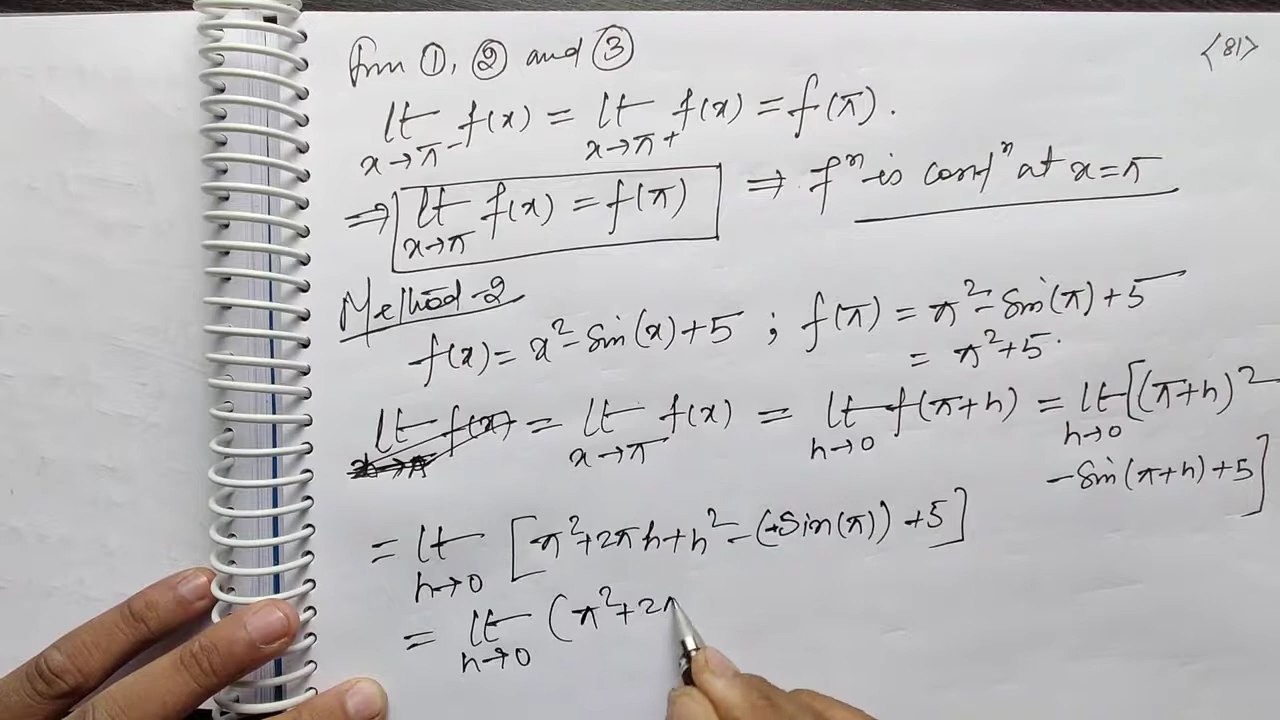 from ①, ② and ③
<81>
lt x→π⁻ f(x) = lt x→π⁺ f(x) = f(π).
⇒ lt x→π f(x) = f(π) ⇒ fⁿ is contⁿ at x=π
Method-2
f(x) = x² - sin(x) + 5 ; f(π) = π² - sin(π) + 5
= π² + 5.
= lt x→π f(x) = lt h→0 f(π+h) = lt h→0 [(π+h)²
- sin(π+h) + 5]
= lt h→0 [π² + 2πh + h² - (-sin(π)) + 5]
= lt h→0 (π² + 2π